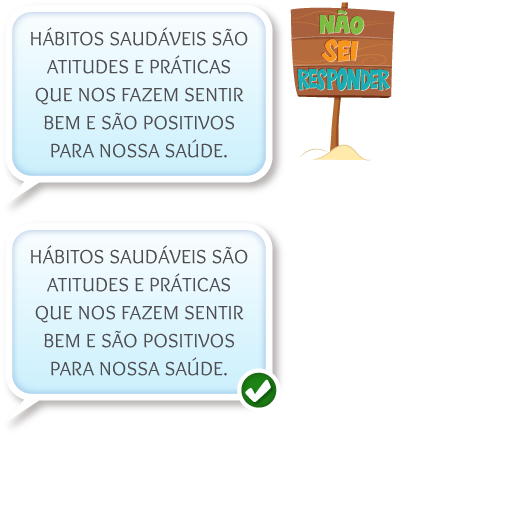 HÁBITOS SAUDÁVEIS SÃO
ATITUDES E PRÁTICAS
QUE NOS FAZEM SENTIR
BEM E SÃO POSITIVOS
PARA NOSSA SAÚDE.
NÃO
SEI
RESPONDER
HÁBITOS SAUDÁVEIS SÃO
ATITUDES E PRÁTICAS
QUE NOS FAZEM SENTIR
BEM E SÃO POSITIVOS
PARA NOSSA SAÚDE.